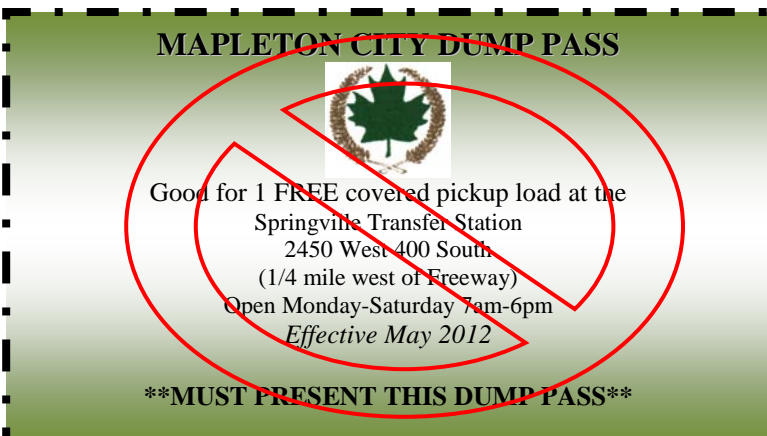 MAPLETON CITY DUMP PASS
Good for 1 FREE covered pickup load at the
Springville Transfer Station
2450 West 400 South
(1/4 mile west of Freeway)
Open Monday-Saturday 7am-6pm
Effective May 2012
**MUST PRESENT THIS DUMP PASS**